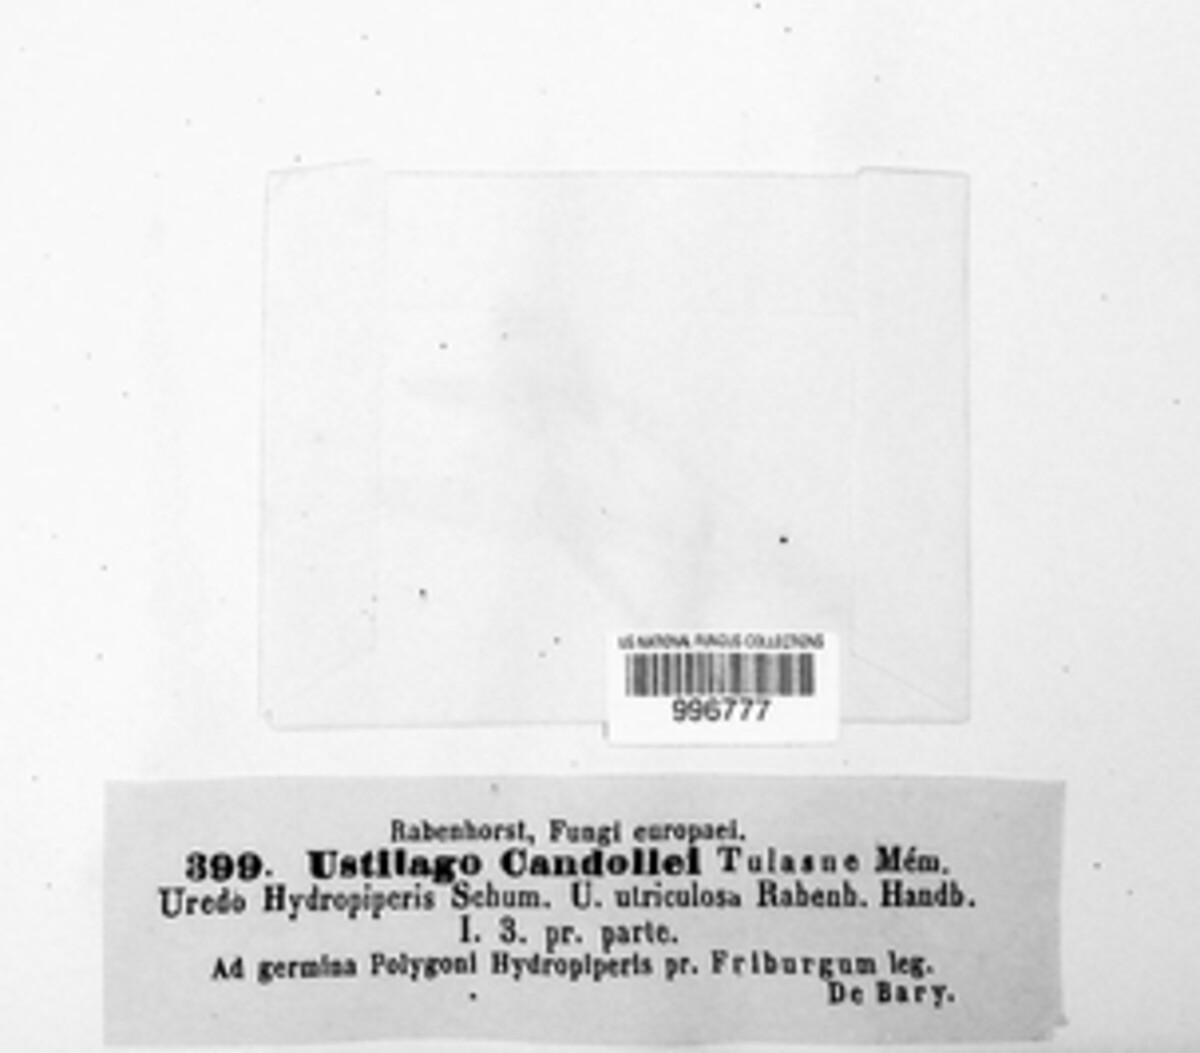 US NATIONAL FUNGUS COLLECTIONS
996777
Rabenhorst, Fungi europaei.
399. Ustilago Candollei Tulasne Mém.
Uredo Hydropiperis Schum. U. utriculosa Rabenh. Handb.
I. 3. pr. parte.
Ad germina Polygoni Hydropiperis pr. Friburgum leg.
De Bary.